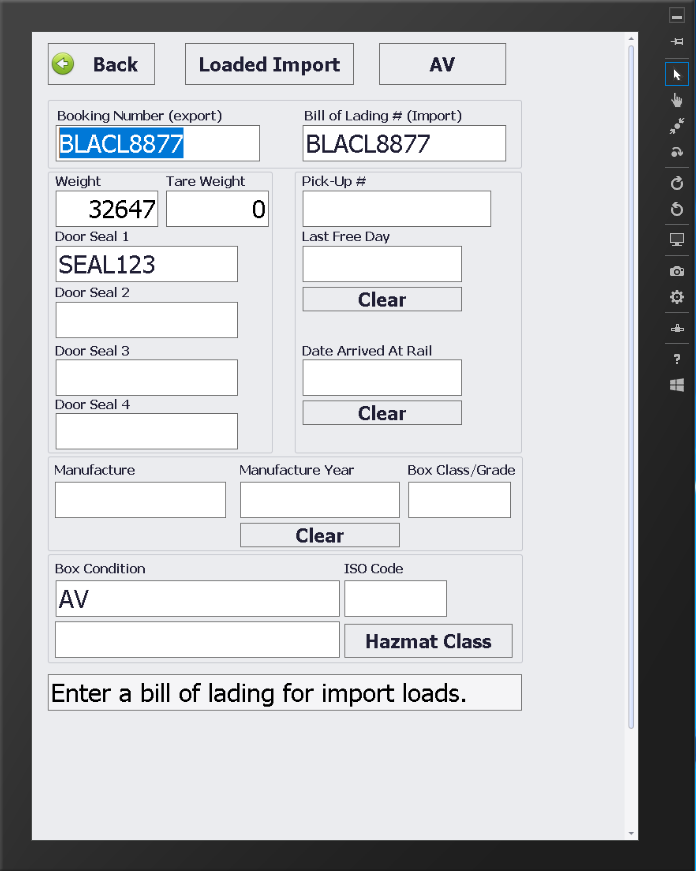 Back
Loaded Import
AV
Booking Number (export)
Bill of Lading # (Import)
BLACL8877
BLACL8877
Weight
Tare Weight
32647
0
Door Seal 1
SEAL123
Door Seal 2
Door Seal 3
Door Seal 4
Pick-Up #
Last Free Day
Clear
Date Arrived At Rail
Clear
Manufacture
Manufacture Year
Box Class/Grade
Clear
Box Condition
ISO Code
AV
Hazmat Class
Enter a bill of lading for import loads.
?